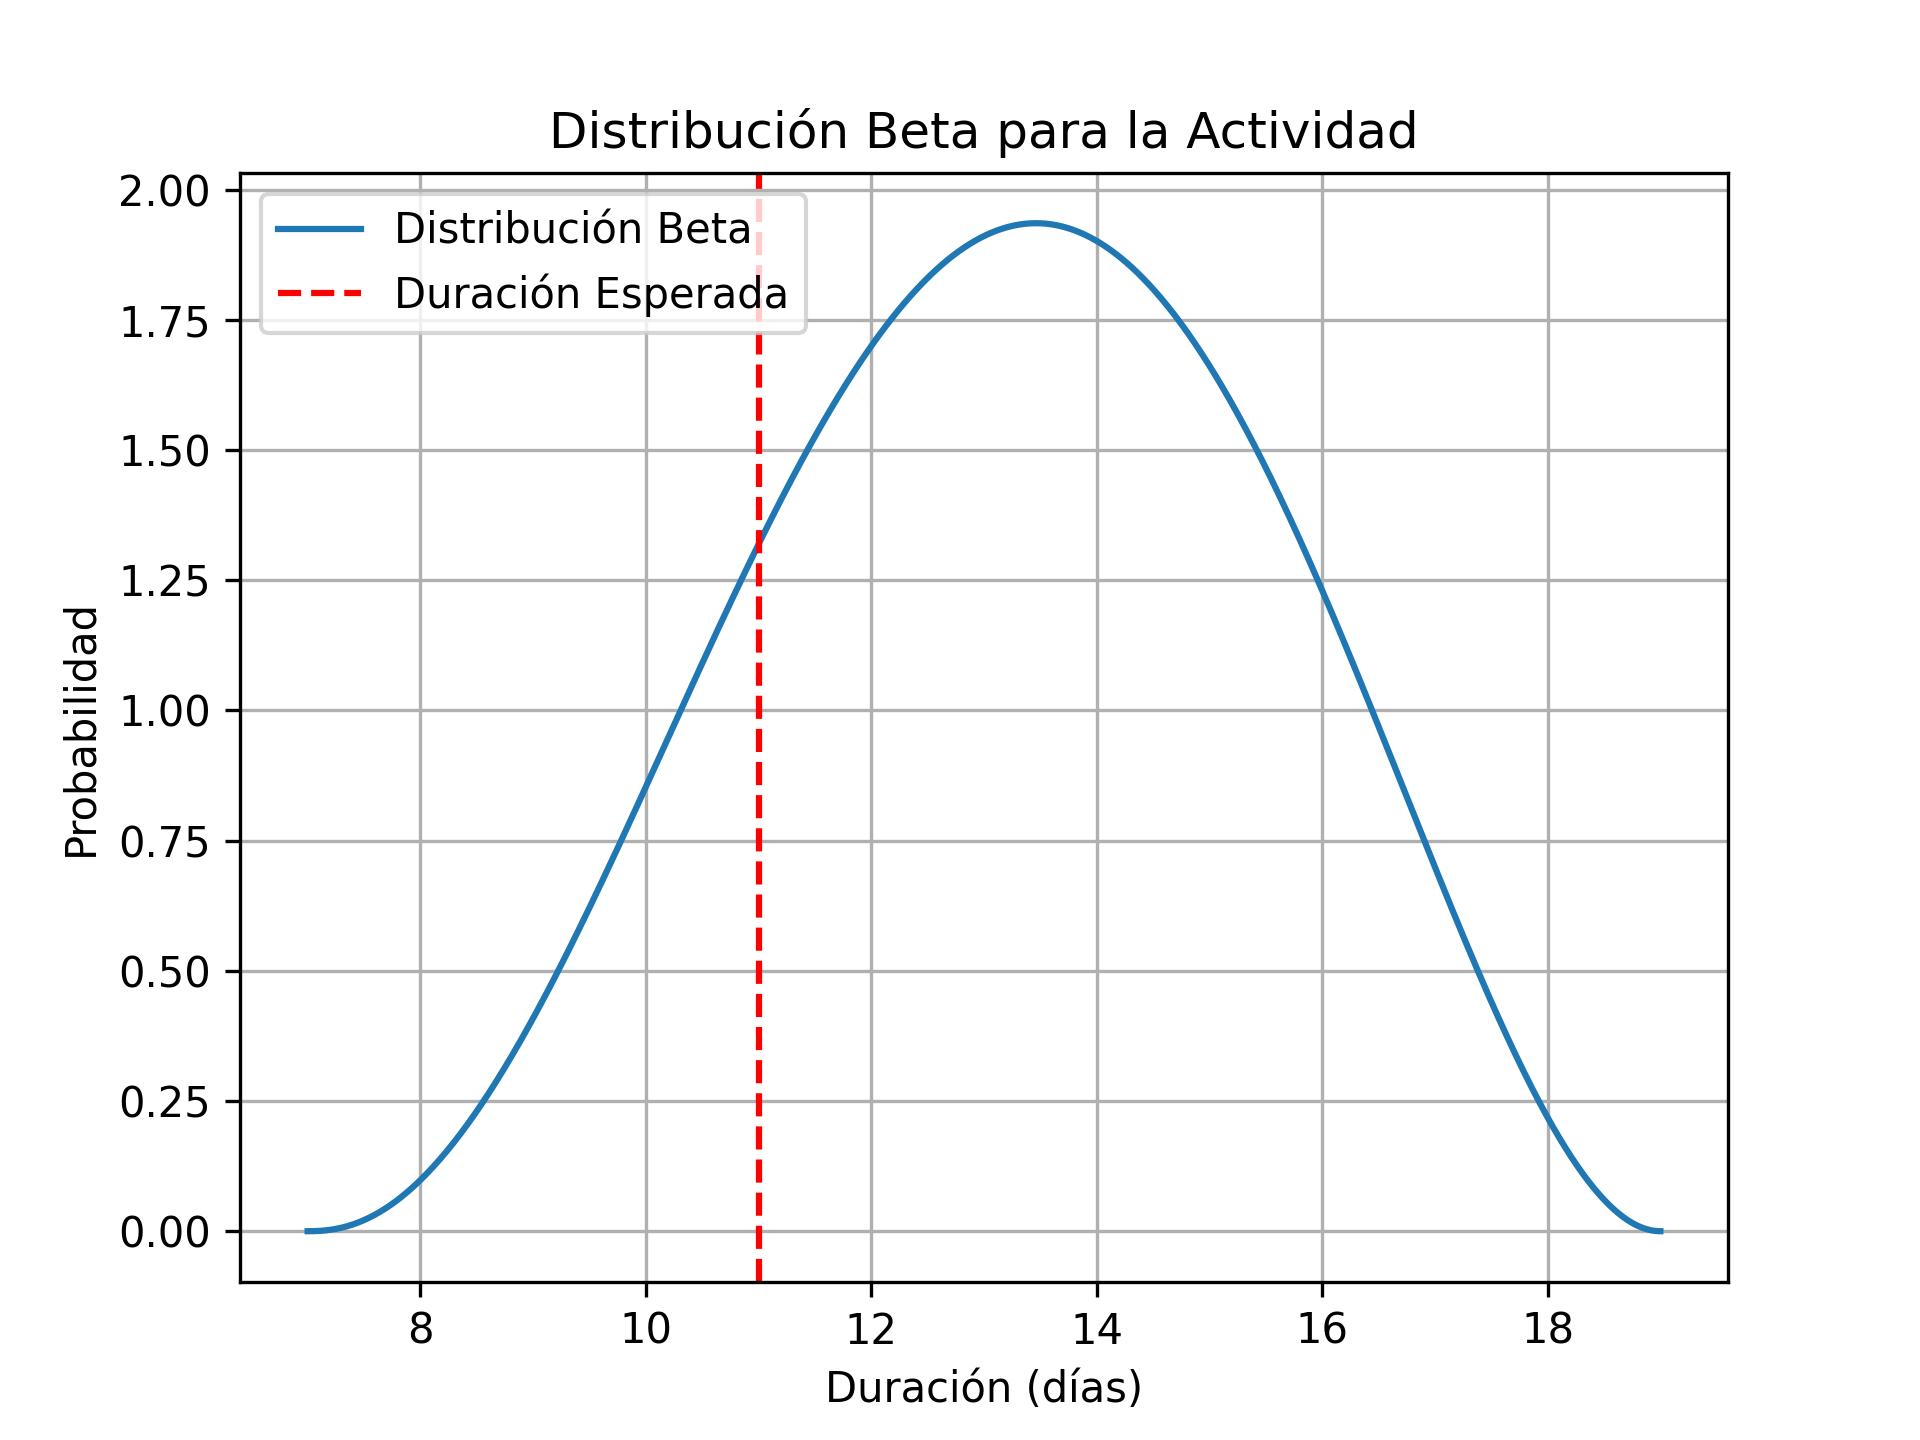 Distribución Beta para la Actividad
2.00
1.75
1.50
1.25
1.00
0.75
0.50
0.25
0.00
Probabilidad
Distribución Beta
Duración Esperada
8 10 12 14 16 18
Duración (días)